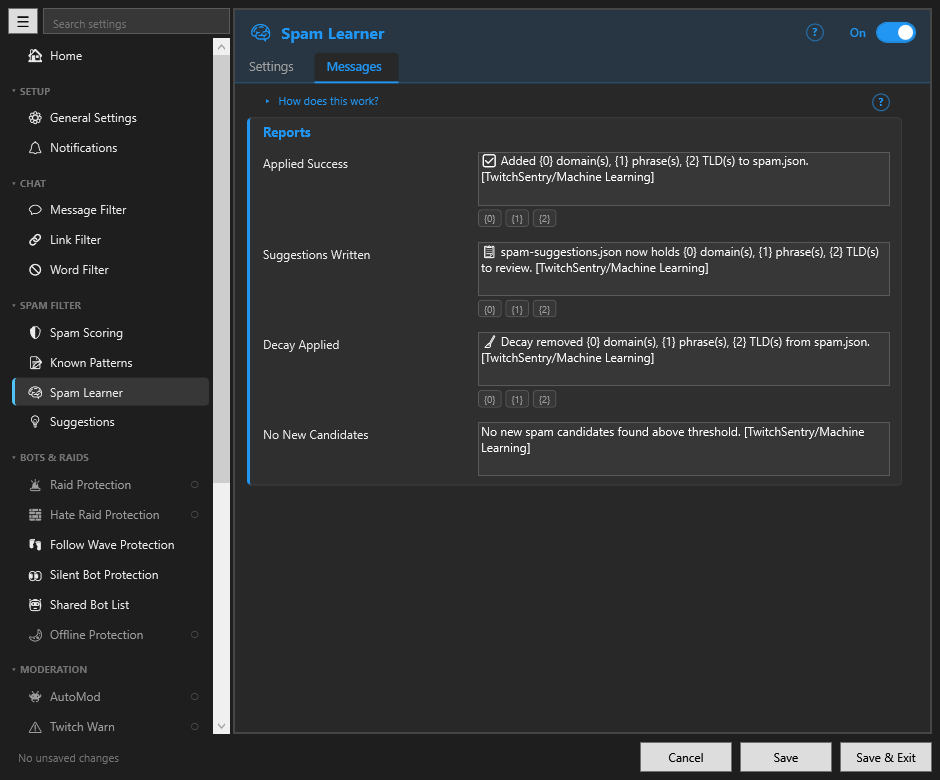 Search settings
Home
SETUP
General Settings
Notifications
CHAT
Message Filter
Link Filter
Word Filter
SPAM FILTER
Spam Scoring
Known Patterns
Spam Learner
Suggestions
BOTS & RAIDS
Raid Protection
Hate Raid Protection
Follow Wave Protection
Silent Bot Protection
Shared Bot List
Offline Protection
MODERATION
AutoMod
Twitch Warn
No unsaved changes
Spam Learner
?
On
Settings
Messages
How does this work?
?
Reports
Applied Success
Added {0} domain(s), {1} phrase(s), {2} TLD(s) to spam.json.
[TwitchSentry/Machine Learning]
{0} {1} {2}
Suggestions Written
spam-suggestions.json now holds {0} domain(s), {1} phrase(s), {2} TLD(s)
to review. [TwitchSentry/Machine Learning]
{0} {1} {2}
Decay Applied
Decay removed {0} domain(s), {1} phrase(s), {2} TLD(s) from spam.json.
[TwitchSentry/Machine Learning]
{0} {1} {2}
No New Candidates
No new spam candidates found above threshold. [TwitchSentry/Machine
Learning]
Cancel
Save
Save & Exit